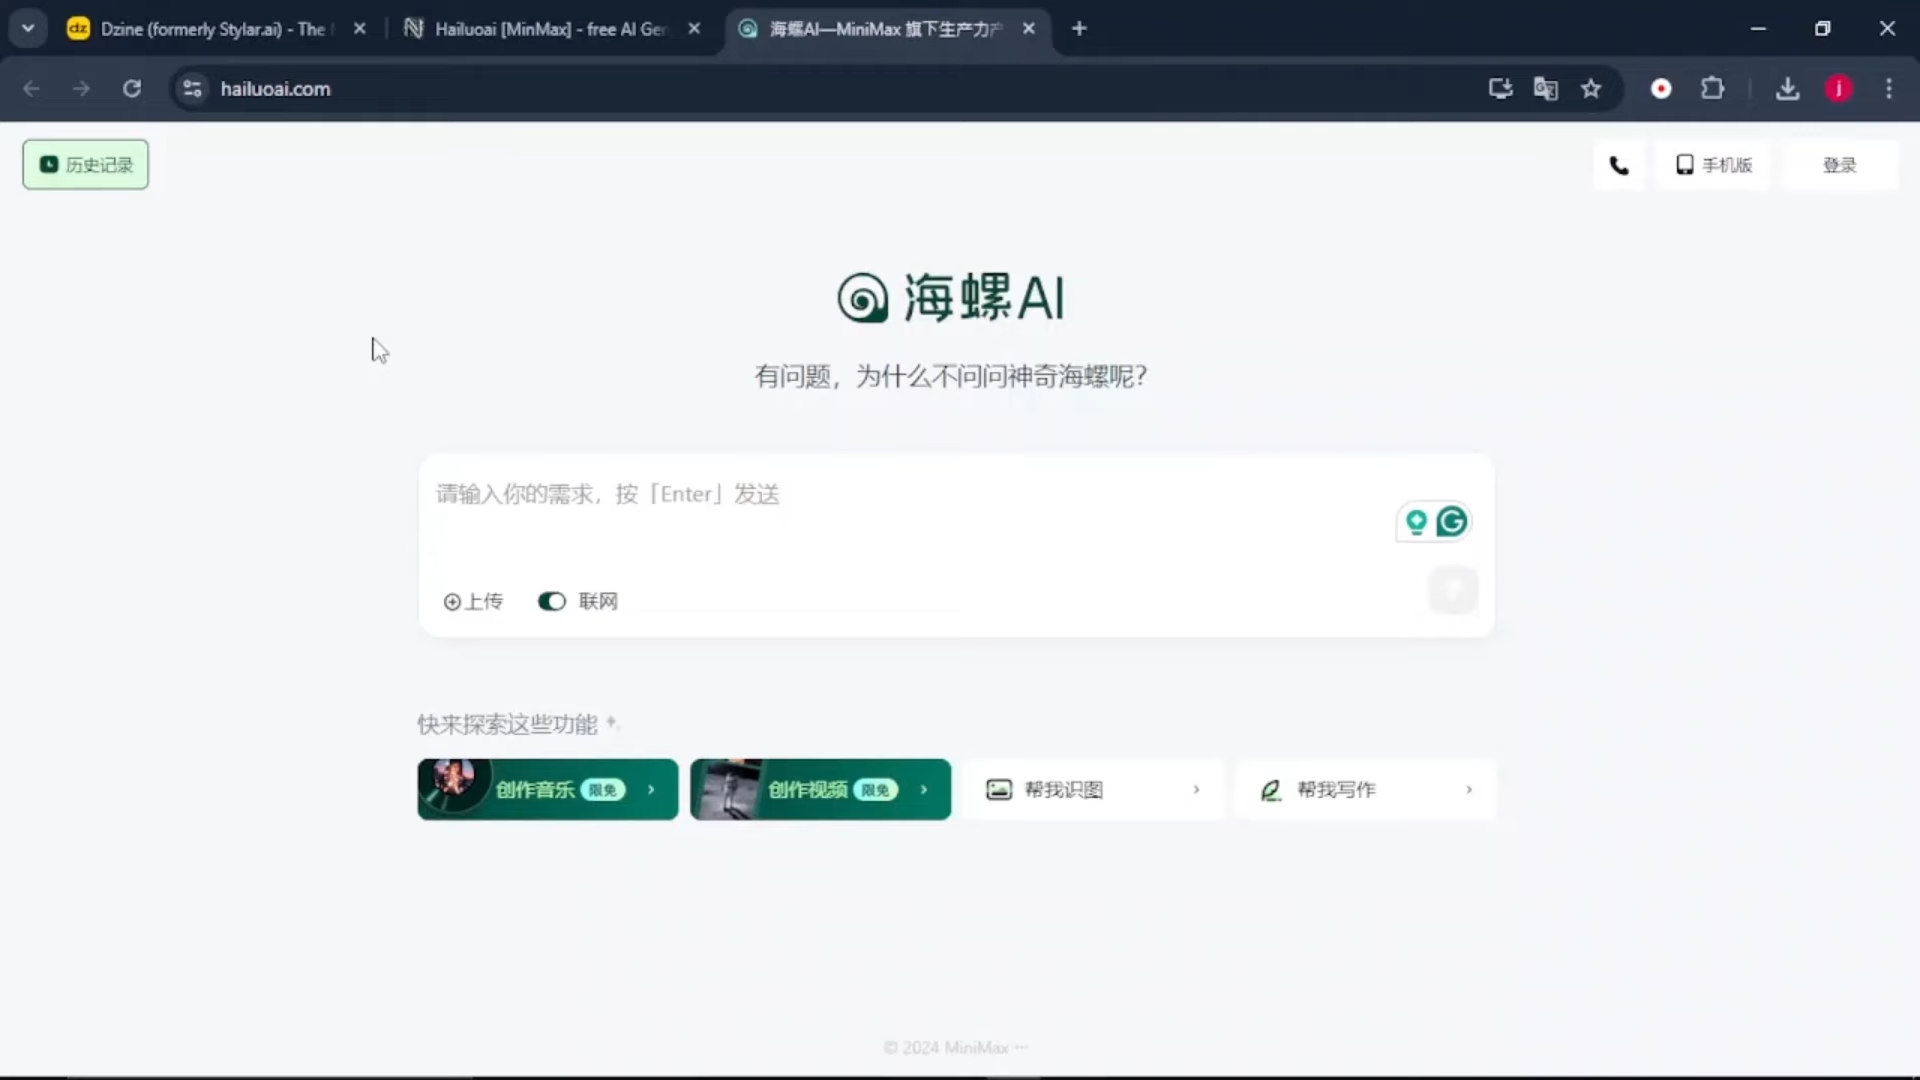 dz Dzine (formerly Stylar.ai) - The
Hailuoai [MinMax] - free AI Gen
海螺AI—MiniMax 旗下生产力产
hailuoai.com
j
历史记录
手机版
登录
海螺AI
有问题，为什么不问问神奇海螺呢？
请输入你的需求，按「Enter」发送
上传
联网
快来探索这些功能
创作音乐 限免
创作视频 限免
帮我识图
帮我写作
© 2024 MiniMax ···